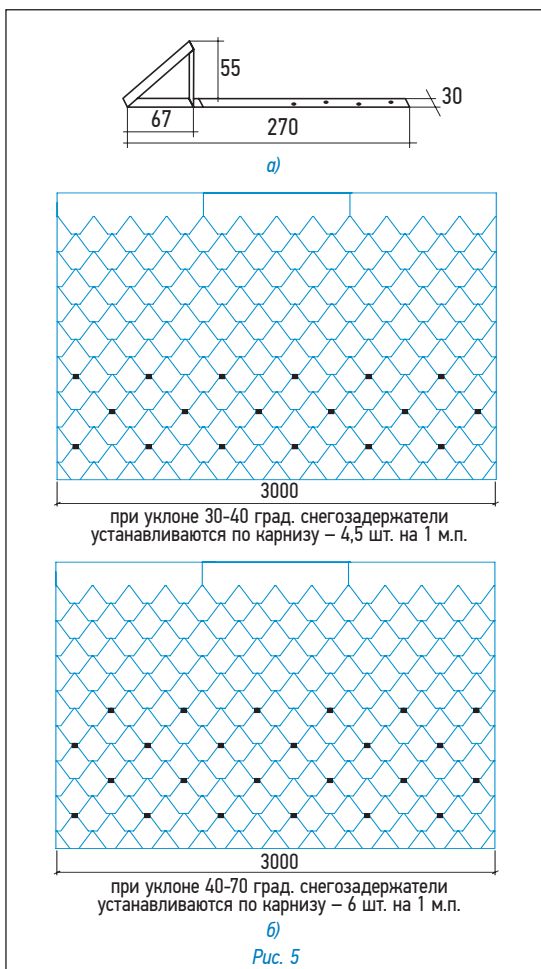 55
30
67
270
а)
3000
при уклоне 30-40 град. снегозадержатели
устанавливаются по карнизу – 4,5 шт. на 1 м.п.
3000
при уклоне 40-70 град. снегозадержатели
устанавливаются по карнизу – 6 шт. на 1 м.п.
б)
Рис. 5